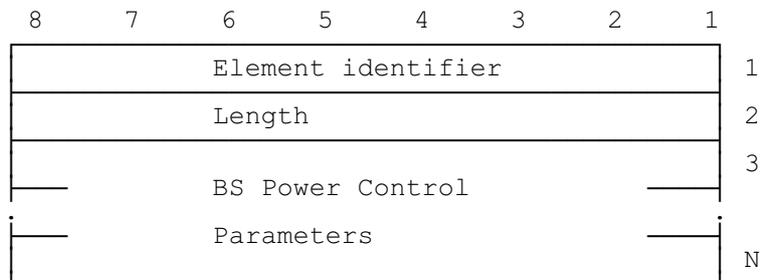 8 7 6 5 4 3 2 1
Element identifier 1
Length 2
3
BS Power Control
Parameters
N